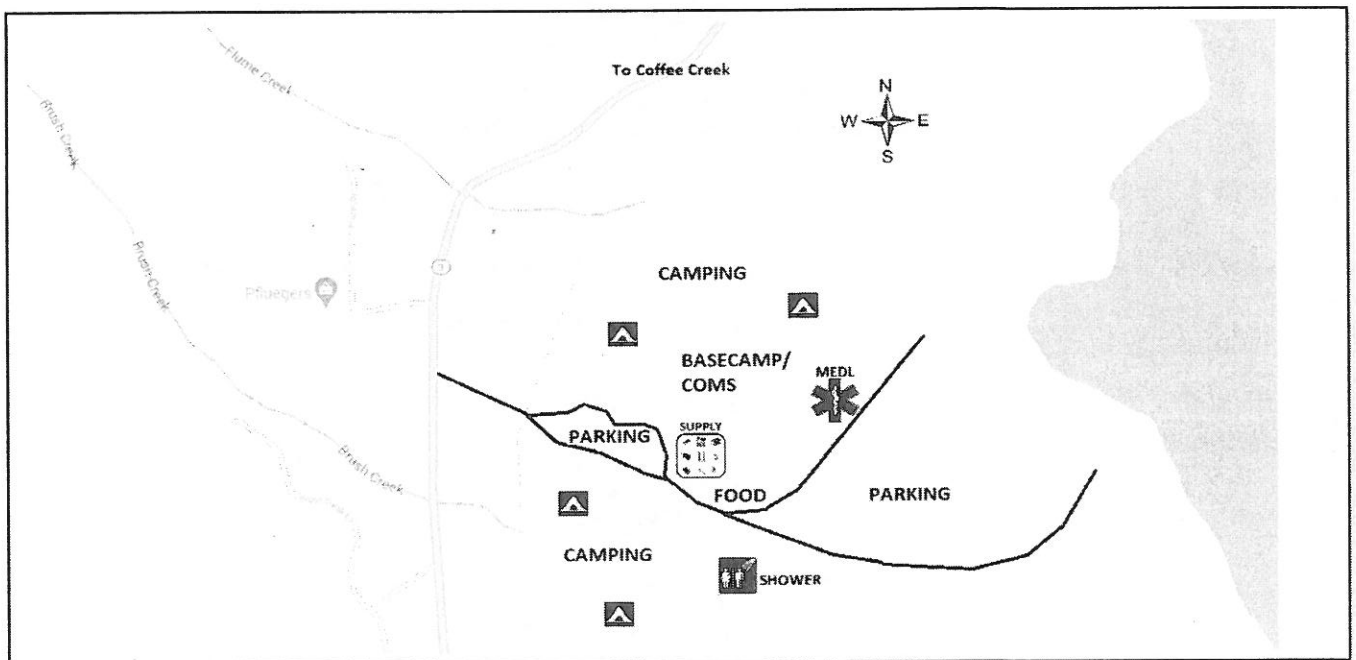 Flume Creek
To Coffee Creek
N
W E
S
Brush Creek
Brush Creek
3
Pfluegers
CAMPING
BASECAMP/
COMS
MEDL
SUPPLY
PARKING
FOOD
PARKING
Brush Creek
CAMPING
SHOWER